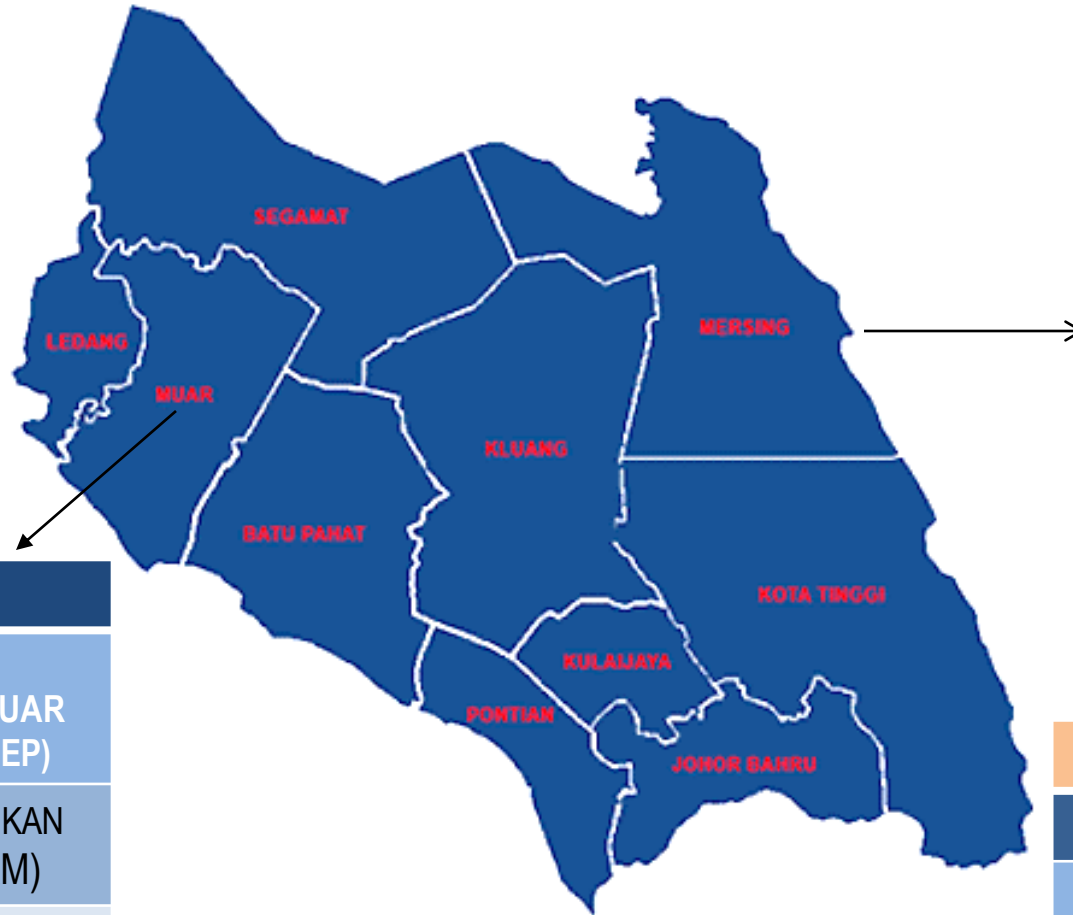 SEGAMAT
LEDANG
MERSING
MUAR
KLUANG
BATU PAHAT
KOTA TINGGI
KULAIJAYA
PONTIAN
JOHOR BAHRU
UAR
EP)
KAN
M)